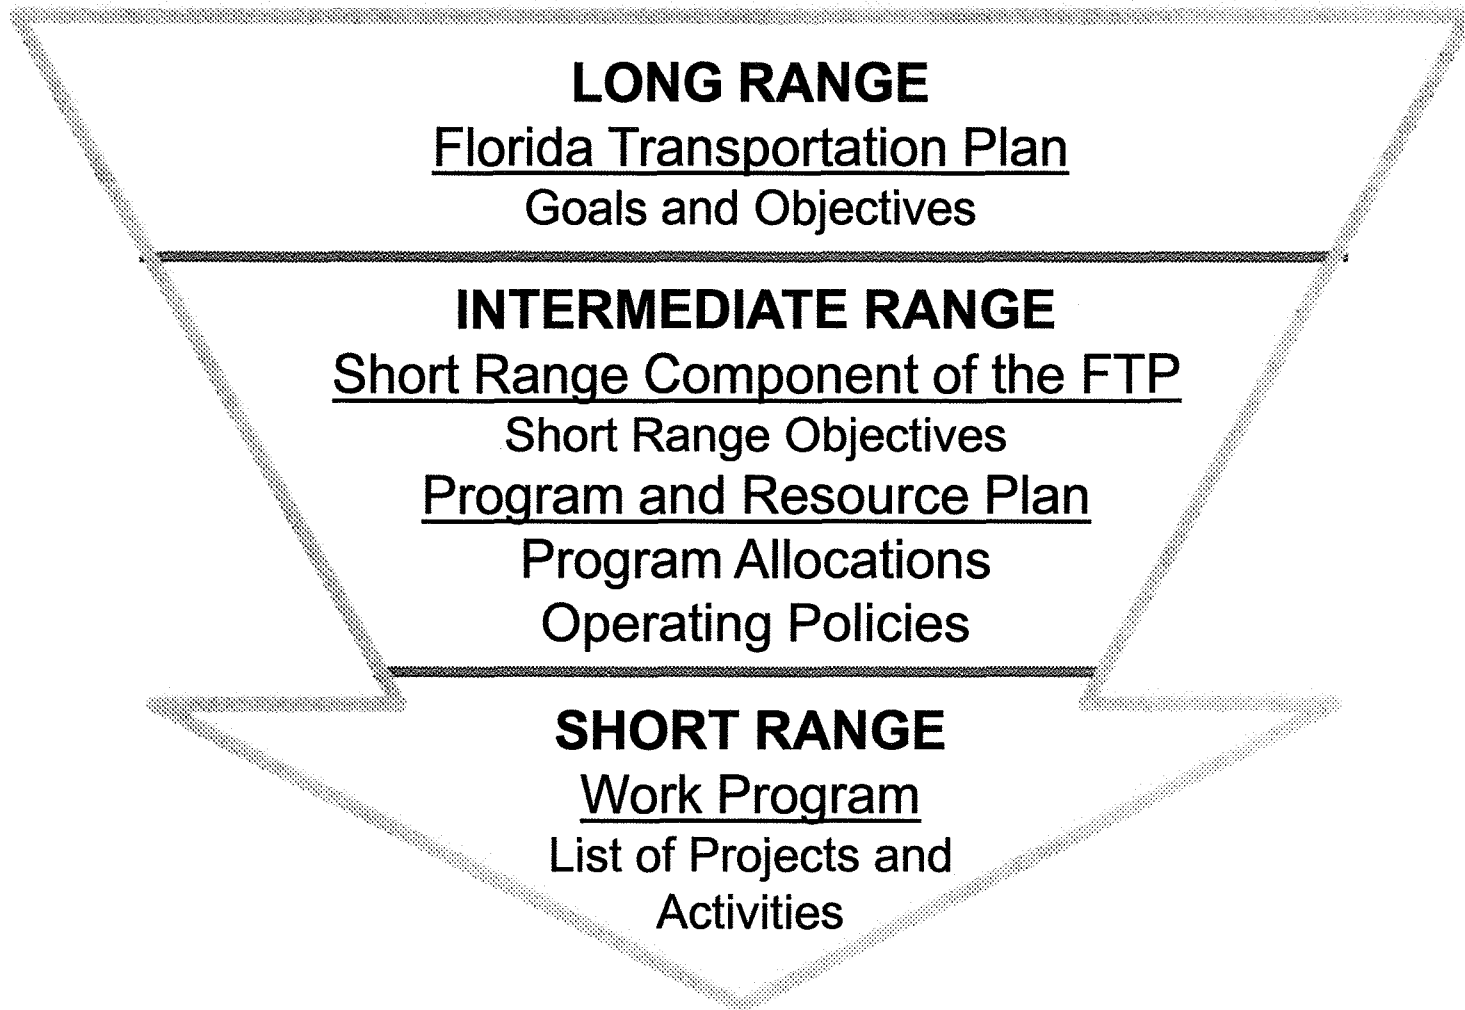 LONG RANGE
Florida Transportation Plan
Goals and Objectives
INTERMEDIATE RANGE
Short Range Component of the FTP
Short Range Objectives
Program and Resource Plan
Program Allocations
Operating Policies
SHORT RANGE
Work Program
List of Projects and
Activities